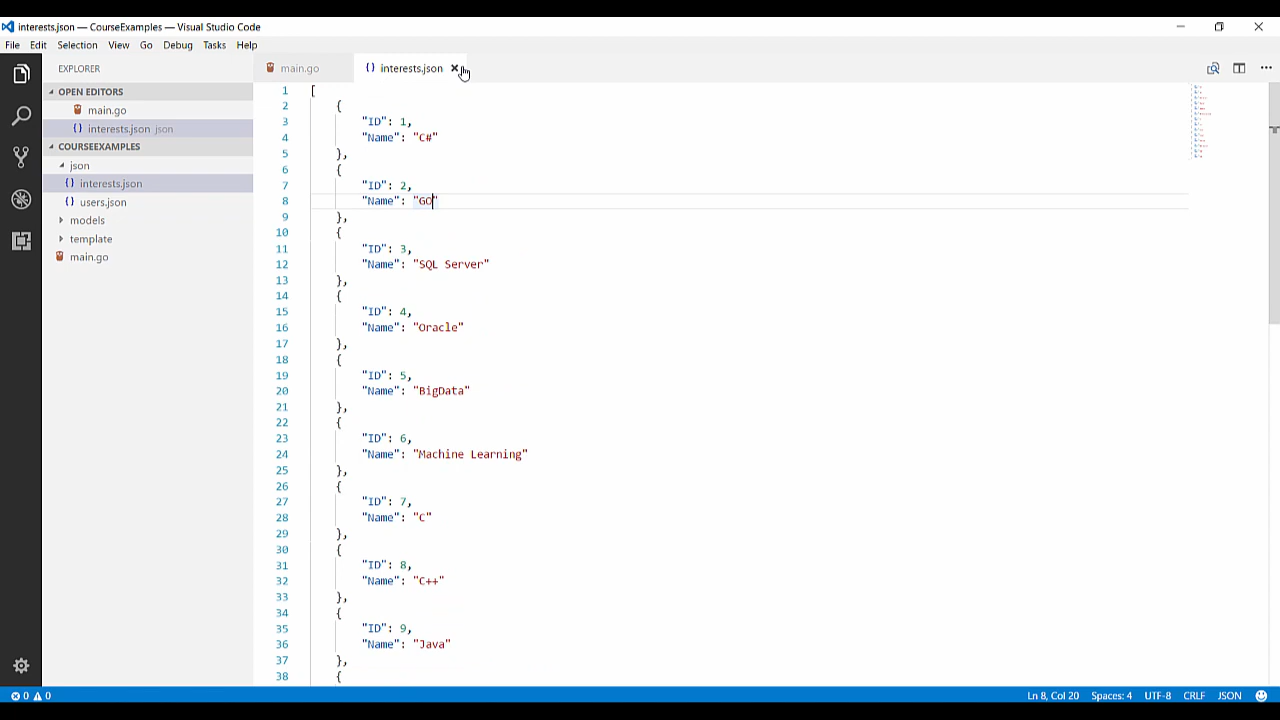 interests.json — CourseExamples — Visual Studio Code
File Edit Selection View Go Debug Tasks Help
EXPLORER
main.go
interests.json
OPEN EDITORS
main.go
interests.json json
COURSEEXAMPLES
json
interests.json
users.json
models
template
main.go
1 [
2 {
3 "ID": 1,
4 "Name": "C#"
5 },
6 {
7 "ID": 2,
8 "Name": "GO"
9 },
10 {
11 "ID": 3,
12 "Name": "SQL Server"
13 },
14 {
15 "ID": 4,
16 "Name": "Oracle"
17 },
18 {
19 "ID": 5,
20 "Name": "BigData"
21 },
22 {
23 "ID": 6,
24 "Name": "Machine Learning"
25 },
26 {
27 "ID": 7,
28 "Name": "C"
29 },
30 {
31 "ID": 8,
32 "Name": "C++"
33 },
34 {
35 "ID": 9,
36 "Name": "Java"
37 },
38 {
0 0
Ln 8, Col 20 Spaces: 4 UTF-8 CRLF JSON